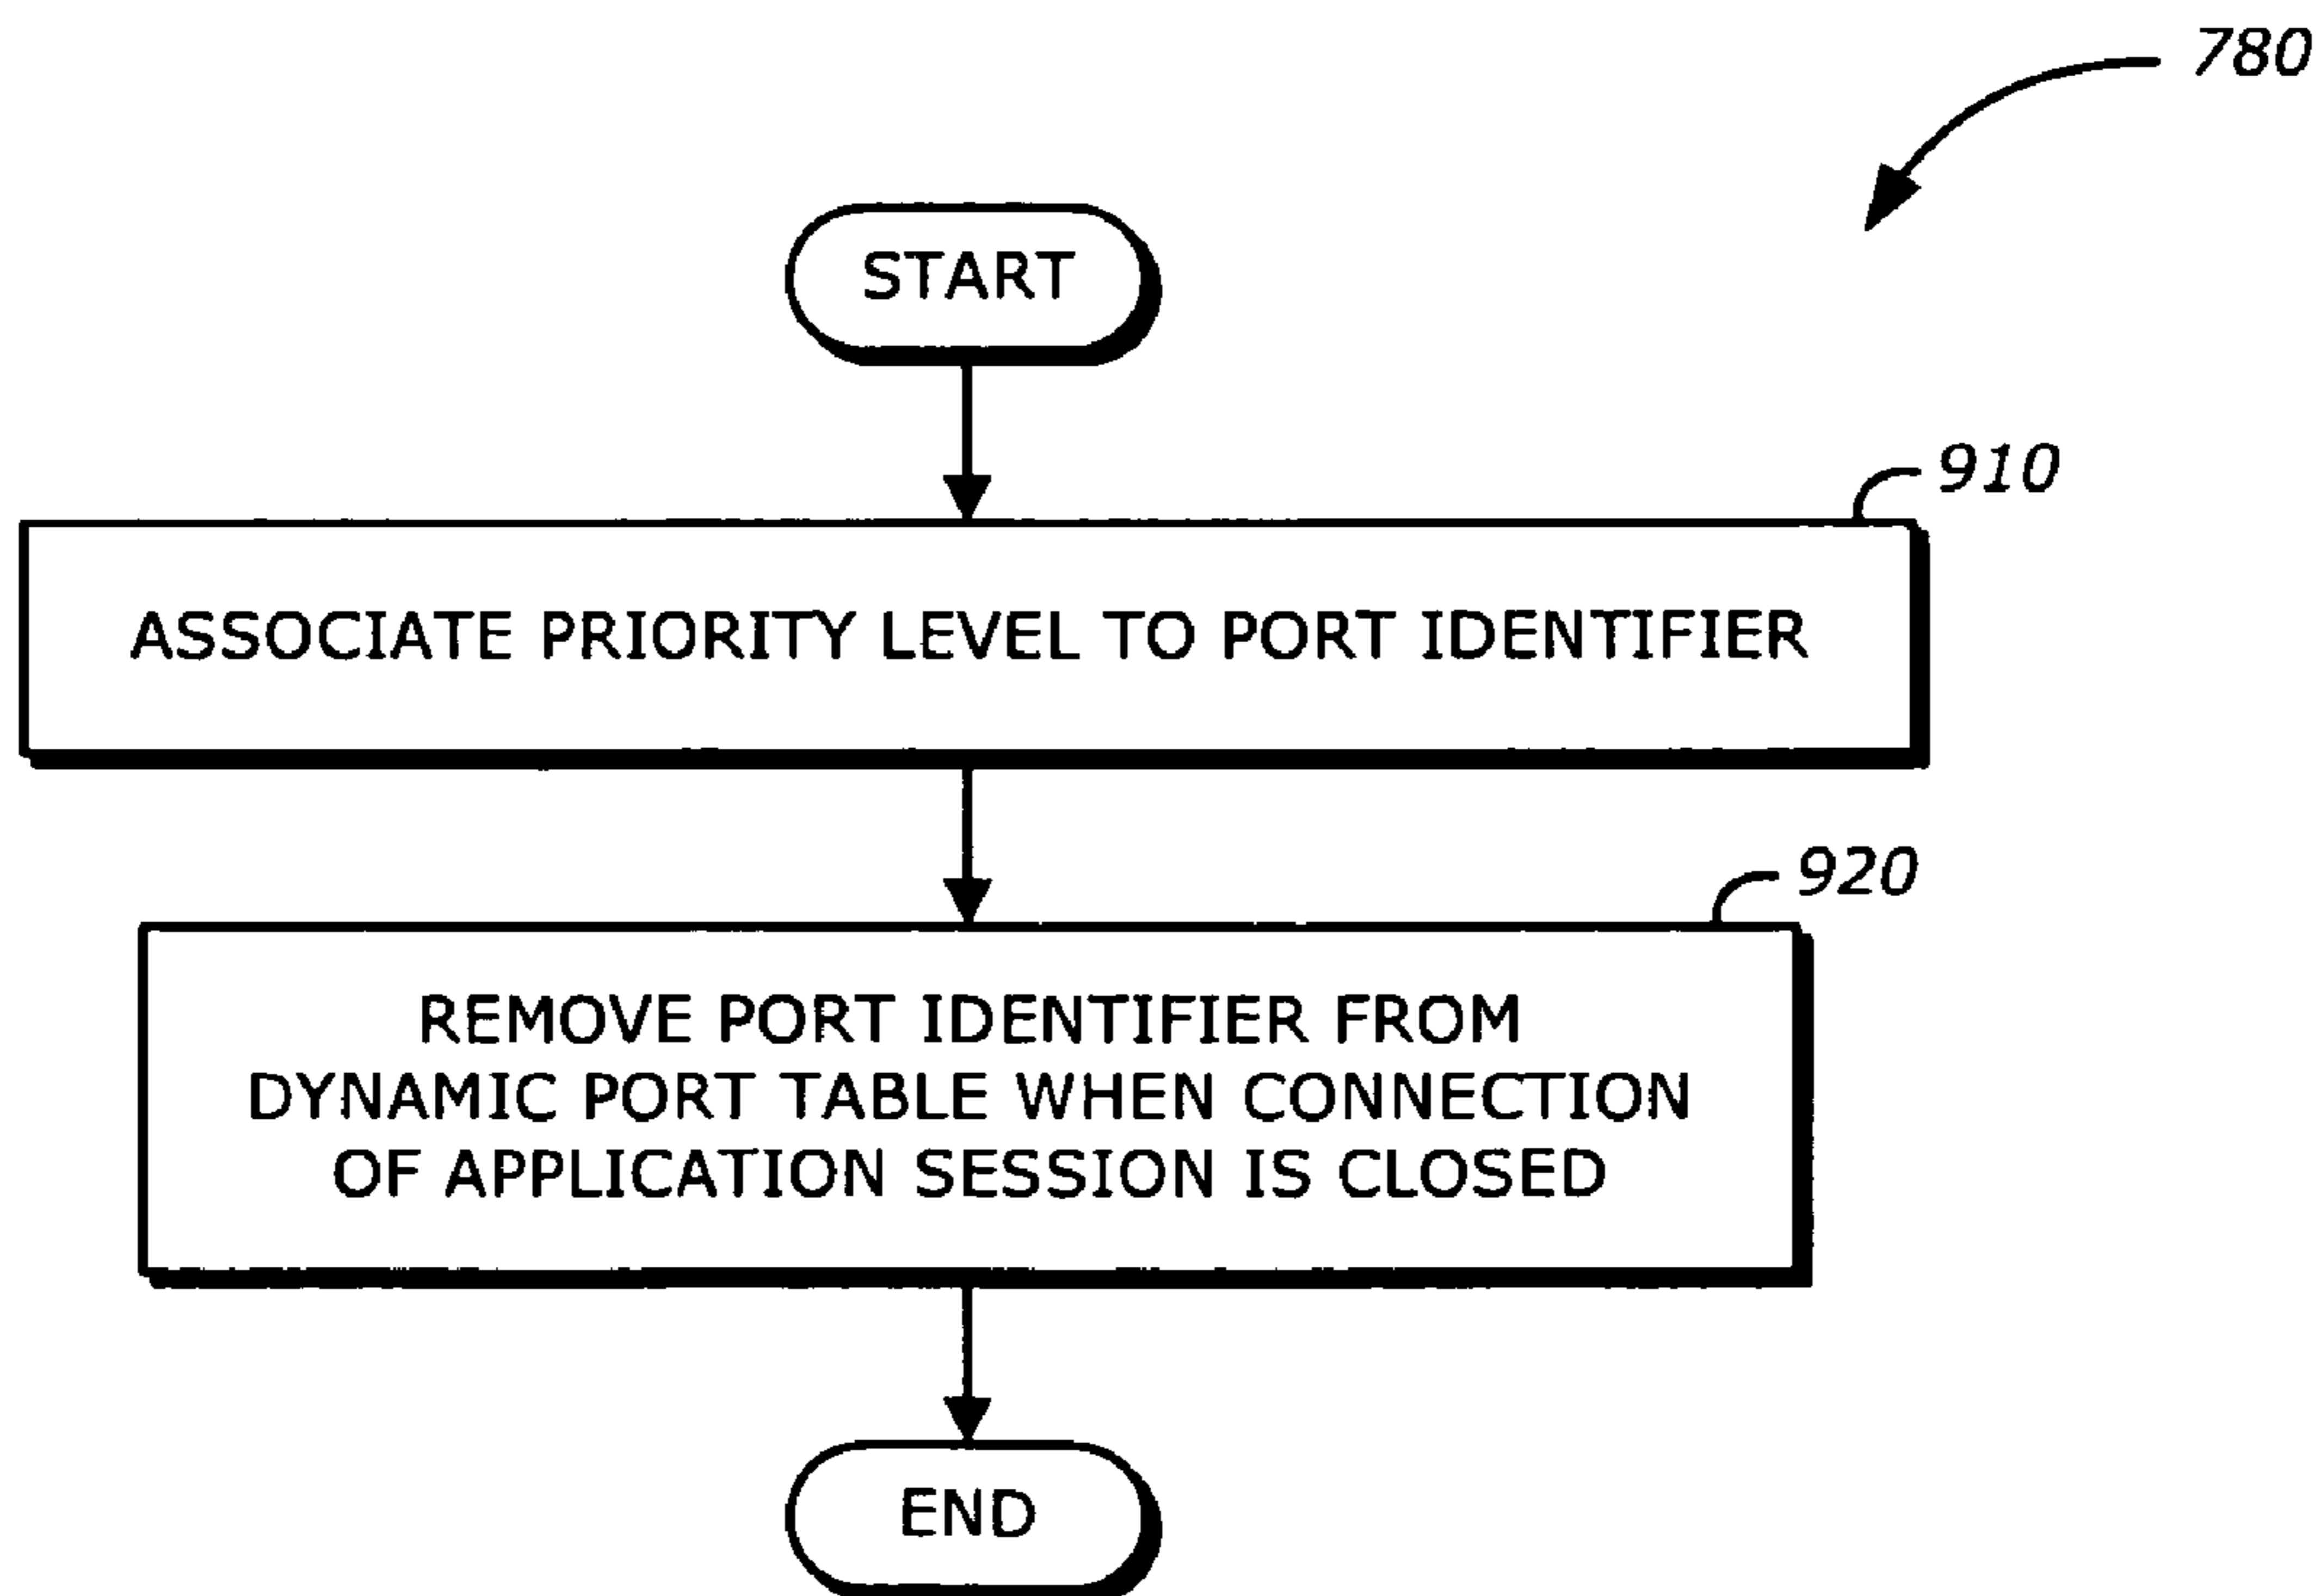 780
START
910
ASSOCIATE PRIORITY LEVEL TO PORT IDENTIFIER
920
REMOVE PORT IDENTIFIER FROM
DYNAMIC PORT TABLE WHEN CONNECTION
OF APPLICATION SESSION IS CLOSED
END